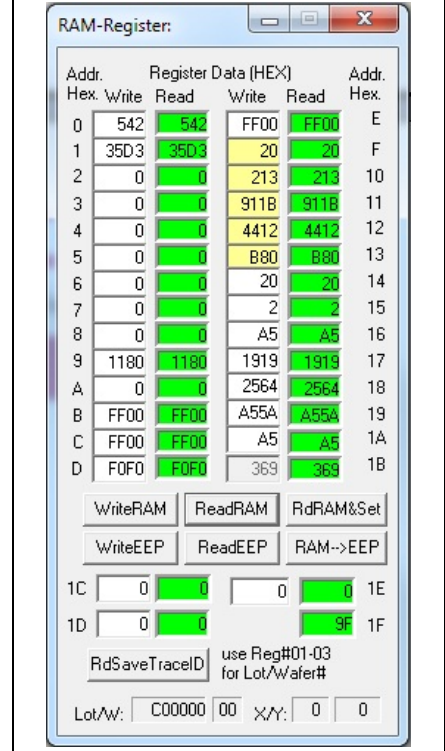 RAM-Register:
Addr. Register Data (HEX) Addr.
Hex. Write Read Write Read Hex.
0 542 542 FF00 FF00 E
1 35D3 35D3 20 20 F
2 0 0 213 213 10
3 0 0 911B 911B 11
4 0 0 4412 4412 12
5 0 0 B80 B80 13
6 0 0 20 20 14
7 0 0 2 2 15
8 0 0 A5 A5 16
9 1180 1180 1919 1919 17
A 0 0 2564 2564 18
B FF00 FF00 A55A A55A 19
C FF00 FF00 A5 A5 1A
D F0F0 F0F0 369 369 1B
WriteRAM ReadRAM RdRAM&Set
WriteEEP ReadEEP RAM-->EEP
1C 0 0 0 0 1E
1D 0 0 9F 1F
RdSaveTraceID use Reg#01-03
for Lot/Wafer#
Lot/W: C00000 00 X/Y: 0 0